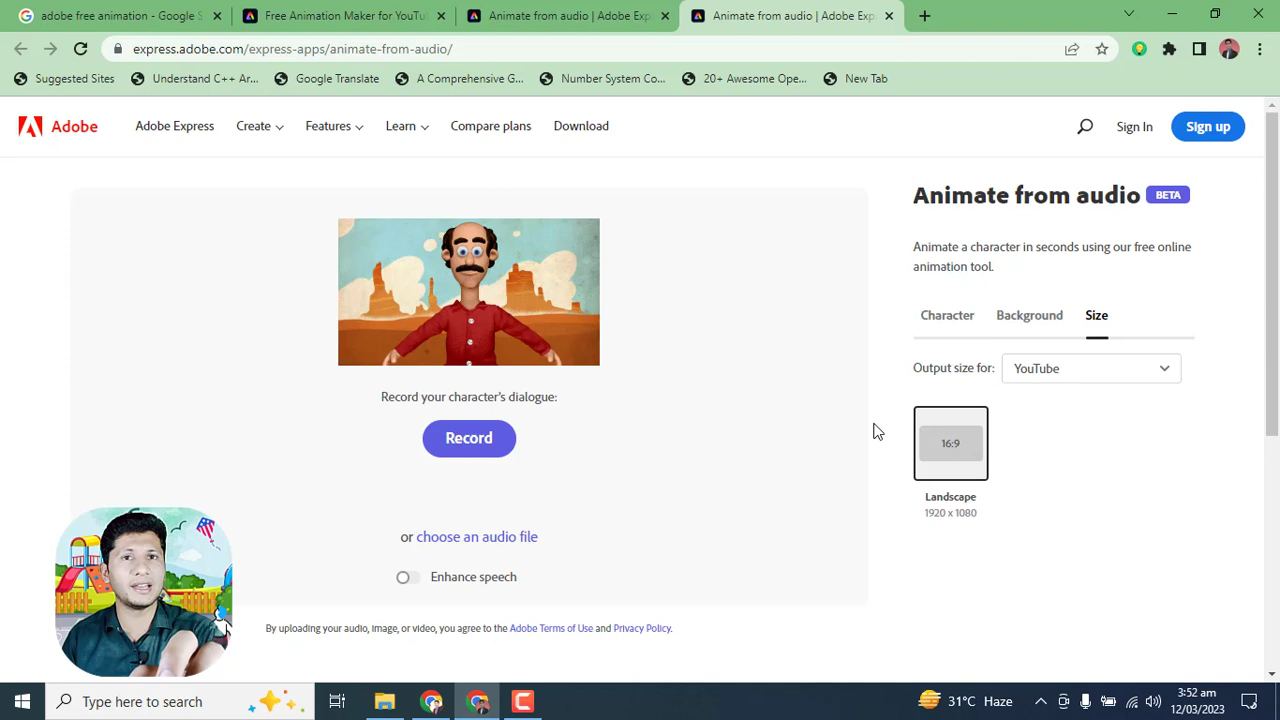 adobe free animation - Google S
Free Animation Maker for YouTu
Animate from audio | Adobe Exp
Animate from audio | Adobe Exp
express.adobe.com/express-apps/animate-from-audio/
Suggested Sites
Understand C++ Ar...
Google Translate
A Comprehensive G...
Number System Co...
20+ Awesome Ope...
New Tab
Adobe
Adobe Express
Create
Features
Learn
Compare plans
Download
Sign In
Sign up
Animate from audio BETA
Animate a character in seconds using our free online
animation tool.
Character
Background
Size
Output size for:
YouTube
16:9
Landscape
1920 x 1080
Record your character's dialogue:
Record
or choose an audio file
Enhance speech
By uploading your audio, image, or video, you agree to the Adobe Terms of Use and Privacy Policy.
Type here to search
31°C Haze
3:52 am
12/03/2023